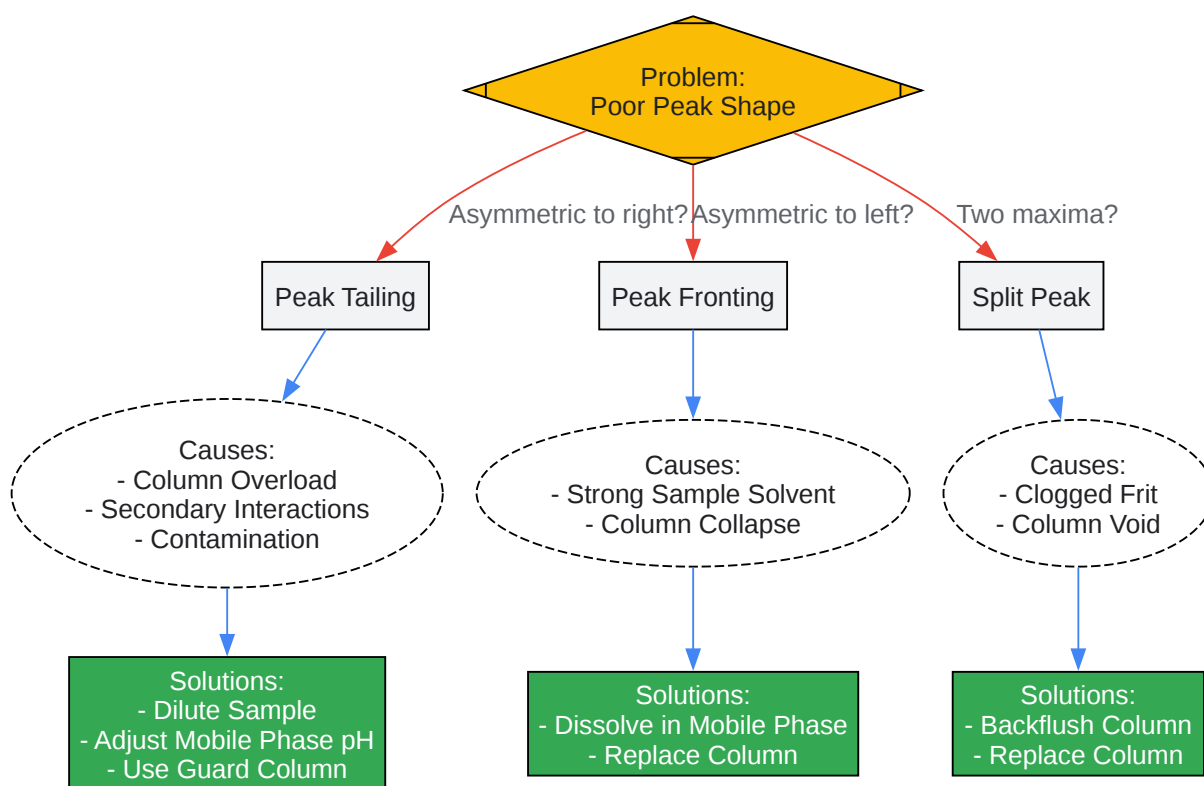 Problem:
Poor Peak Shape
Asymmetric to right?
Asymmetric to left?
Two maxima?
Peak Tailing
Peak Fronting
Split Peak
Causes:
- Column Overload
- Secondary Interactions
- Contamination
Causes:
- Strong Sample Solvent
- Column Collapse
Causes:
- Clogged Frit
- Column Void
Solutions:
- Dilute Sample
- Adjust Mobile Phase pH
- Use Guard Column
Solutions:
- Dissolve in Mobile Phase
- Replace Column
Solutions:
- Backflush Column
- Replace Column